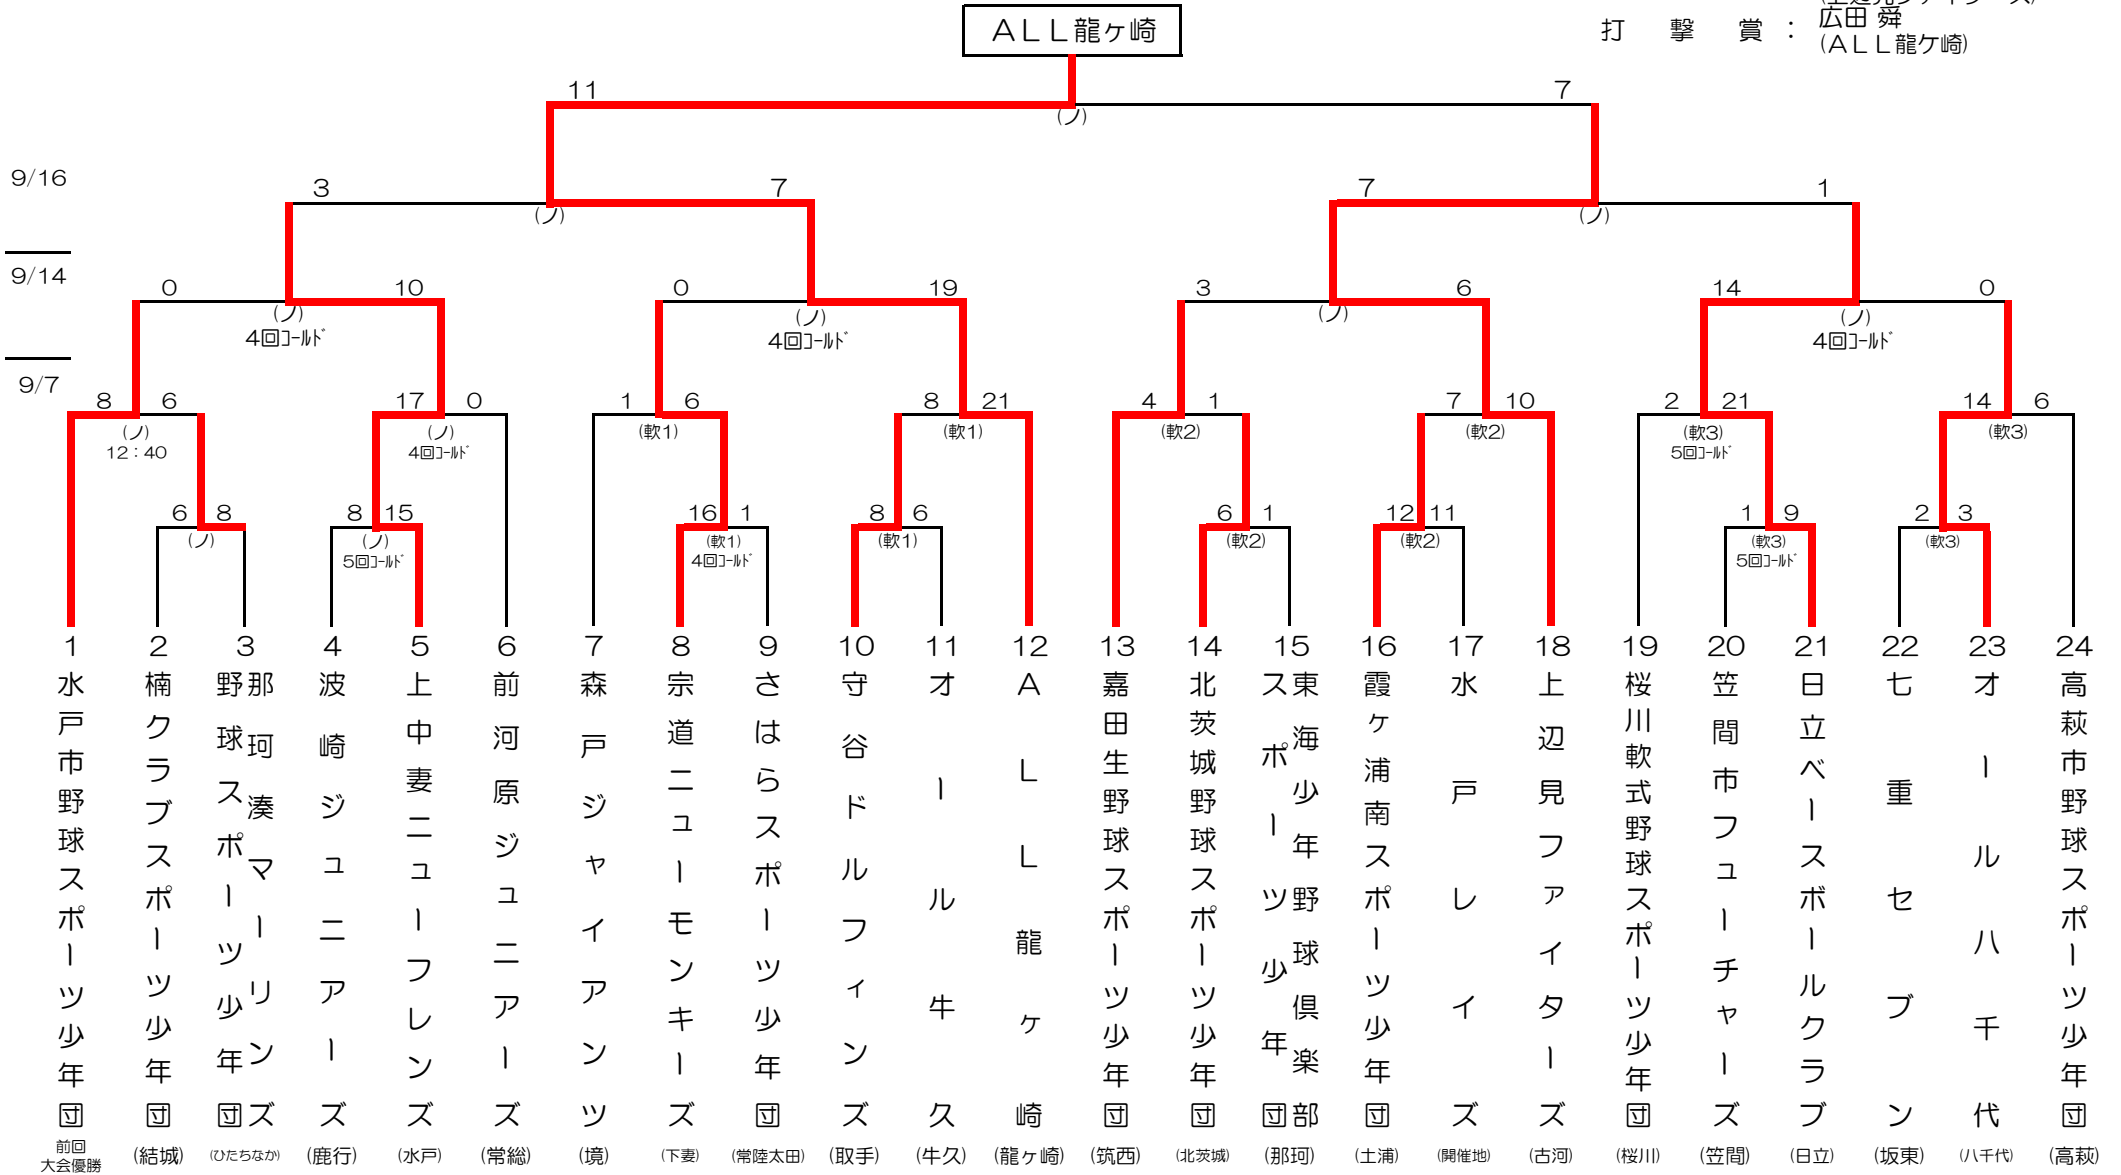 ＡＬＬ龍ヶ崎
打　撃　賞　：　広田 舜
(ＡＬＬ龍ケ崎)
11　7
(ノ)
9/16
3　7　7　1
(ノ)　(ノ)
9/14
0　10　0　19　3　6　14　0
(ノ)　(ノ)　(ノ)　(ノ)
4回ｺｰﾙﾄﾞ　4回ｺｰﾙﾄﾞ　4回ｺｰﾙﾄﾞ
9/7
8　6　17　0　1　6　8　21　4　1　7　10　2　21　14　6
(ノ)　(ノ)　(軟1)　(軟1)　(軟2)　(軟2)　(軟3)　(軟3)
12：40　4回ｺｰﾙﾄﾞ　5回ｺｰﾙﾄﾞ
6　8　8　15　16　1　8　6　6　1　12　11　1　9　2　3
(ノ)　(ノ)　(軟1)　(軟1)　(軟2)　(軟2)　(軟3)　(軟3)
5回ｺｰﾙﾄﾞ　4回ｺｰﾙﾄﾞ　5回ｺｰﾙﾄﾞ
1　2　3　4　5　6　7　8　9　10　11　12　13　14　15　16　17　18　19　20　21　22　23　24
水戸市野球スポーツ少年団
楠クラブスポーツ少年団
那珂湊マーリンズ
野球スポーツ少年団
波崎ジュニアーズ
上中妻ニューフレンズ
前河原ジュニアーズ
森戸ジャイアンツ
宗道ニューモンキーズ
さはらスポーツ少年団
守谷ドルフィンズ
オール牛久
ＡＬＬ龍ヶ崎
嘉田生野球スポーツ少年団
北茨城野球スポーツ少年団
東海少年野球倶楽部
スポーツ少年団
霞ヶ浦南スポーツ少年団
水戸レイズ
上辺見ファイターズ
桜川軟式野球スポーツ少年団
笠間市フューチャーズ
日立ベースボールクラブ
七重セブン
オール八千代
高萩市野球スポーツ少年団
前回
大会優勝
(結城)　(ひたちなか)　(鹿行)　(水戸)　(常総)　(境)　(下妻)　(常陸太田)　(取手)　(牛久)　(龍ヶ崎)　(筑西)　(北茨城)　(那珂)　(土浦)　(開催地)　(古河)　(桜川)　(笠間)　(日立)　(坂東)　(八千代)　(高萩)